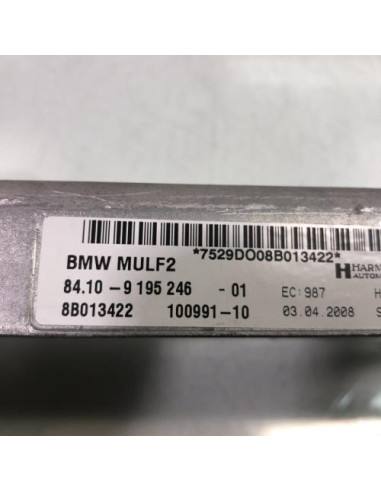 *7529DO08B013422*
BMW MULF2
84.10-9 195 246 -01 EC: 987
8B013422 100991-10 03.04.2008